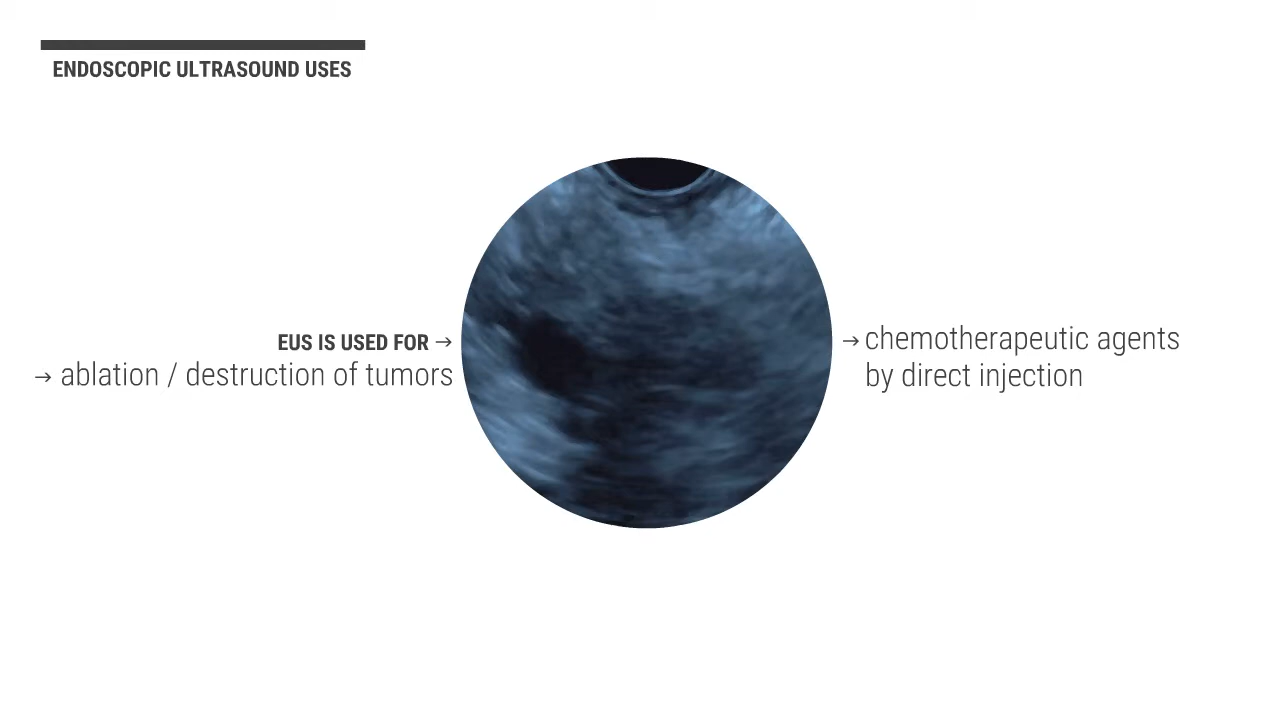 ENDOSCOPIC ULTRASOUND USES
EUS IS USED FOR →
→ ablation / destruction of tumors
→ chemotherapeutic agents
by direct injection